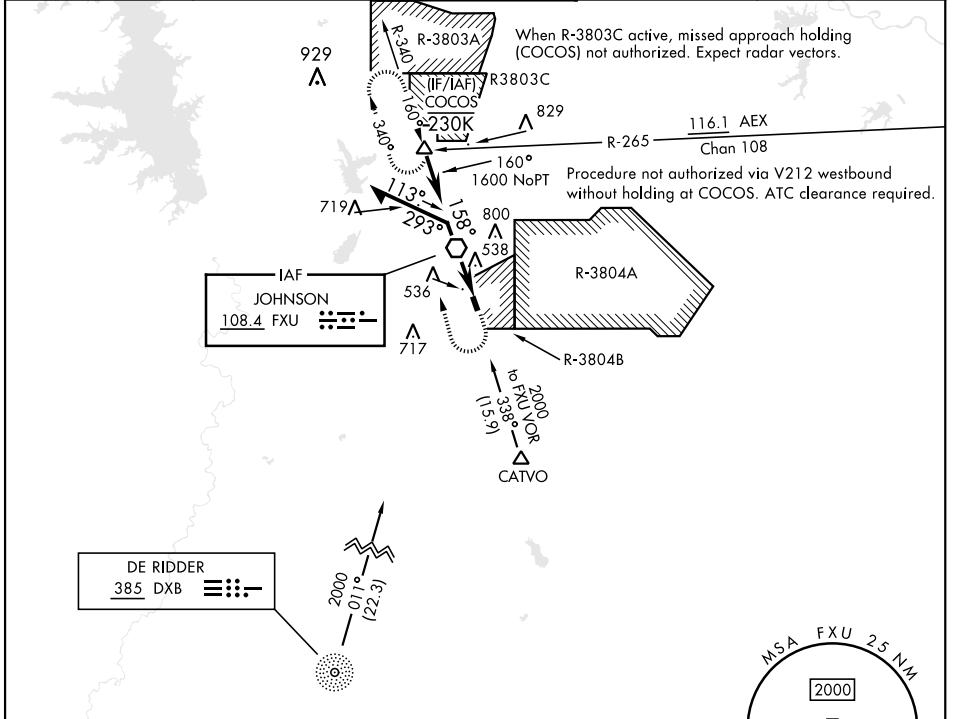 R-3803A
R-340
When R-3803C active, missed approach holding
(COCOS) not authorized. Expect radar vectors.
929
R3803C
(IF/IAF)
COCOS
230K
160°
340°
829
116.1 AEX
R-265
Chan 108
160°
1600 NoPT
Procedure not authorized via V212 westbound
without holding at COCOS. ATC clearance required.
113°
293°
158°
719
800
538
536
R-3804A
IAF
JOHNSON
108.4 FXU
717
R-3804B
2000
to FXU VOR
338°
(15.9)
CATVO
DE RIDDER
385 DXB
2000
011°
(22.3)
MSA FXU 25 NM
2000